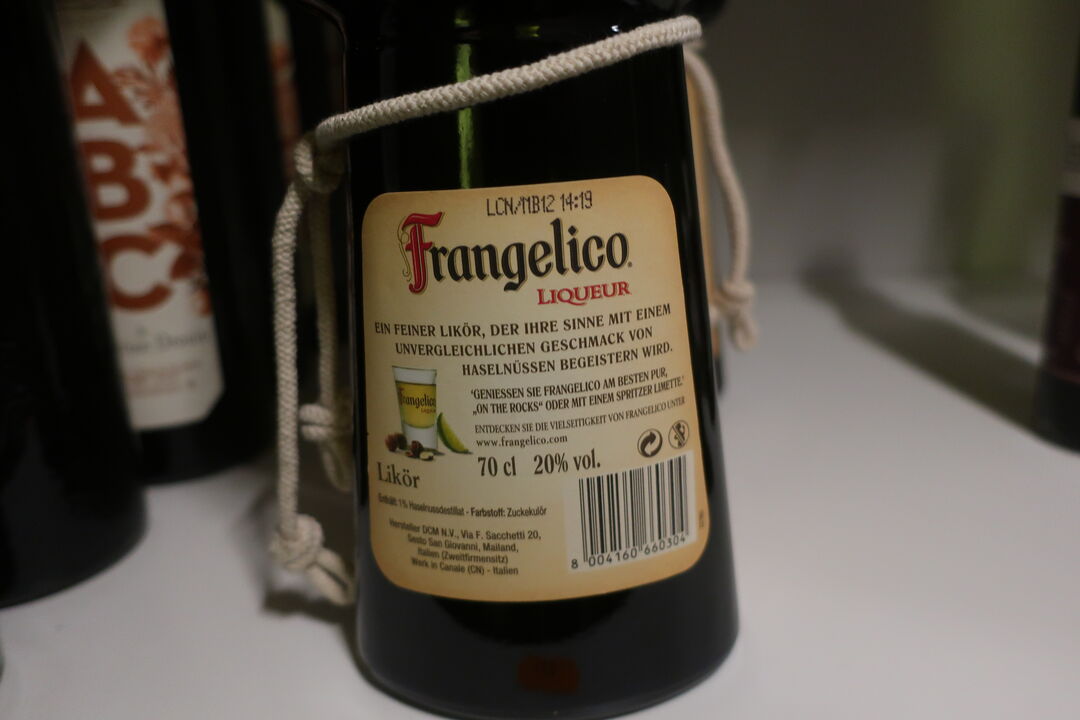 A
B
C
LCN/MB12 14:19
Frangelico
LIQUEUR
EIN FEINER LIKÖR, DER IHRE SINNE MIT EINEM
UNVERGLEICHLICHEN GESCHMACK VON
HASELNÜSSEN BEGEISTERN WIRD.
'GENIESSEN SIE FRANGELICO AM BESTEN PUR,
„ON THE ROCKS“ ODER MIT EINEM SPRITZER LIMETTE.'
ENTDECKEN SIE DIE VIELSEITIGKEIT VON FRANGELICO UNTER
www.frangelico.com
Frangelico
70 cl 20% vol.
Likör
Enthält: 1% Haselnussdestillat - Farbstoff: Zuckekulör
Hersteller DCM N.V., Via F. Sacchetti 20,
Sesto San Giovanni, Mailand,
Italien (Zweitfirmensitz)
Werk in Canale (CN) - Italien
8 004160 660304